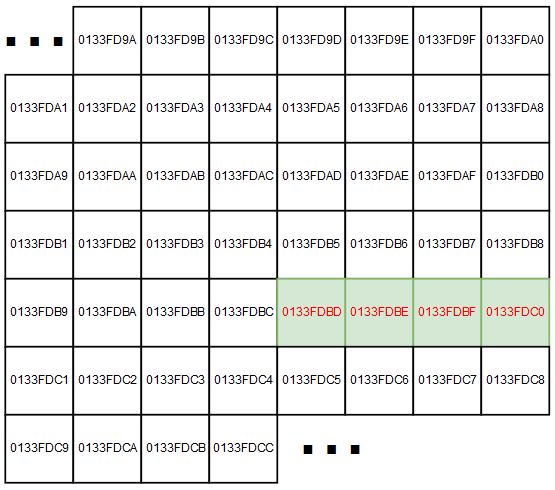 ... 0133FD9A 0133FD9B 0133FD9C 0133FD9D 0133FD9E 0133FD9F 0133FDA0
0133FDA1 0133FDA2 0133FDA3 0133FDA4 0133FDA5 0133FDA6 0133FDA7 0133FDA8
0133FDA9 0133FDAA 0133FDAB 0133FDAC 0133FDAD 0133FDAE 0133FDAF 0133FDB0
0133FDB1 0133FDB2 0133FDB3 0133FDB4 0133FDB5 0133FDB6 0133FDB7 0133FDB8
0133FDB9 0133FDBA 0133FDBB 0133FDBC 0133FDBD 0133FDBE 0133FDBF 0133FDC0
0133FDC1 0133FDC2 0133FDC3 0133FDC4 0133FDC5 0133FDC6 0133FDC7 0133FDC8
0133FDC9 0133FDCA 0133FDCB 0133FDCC ...